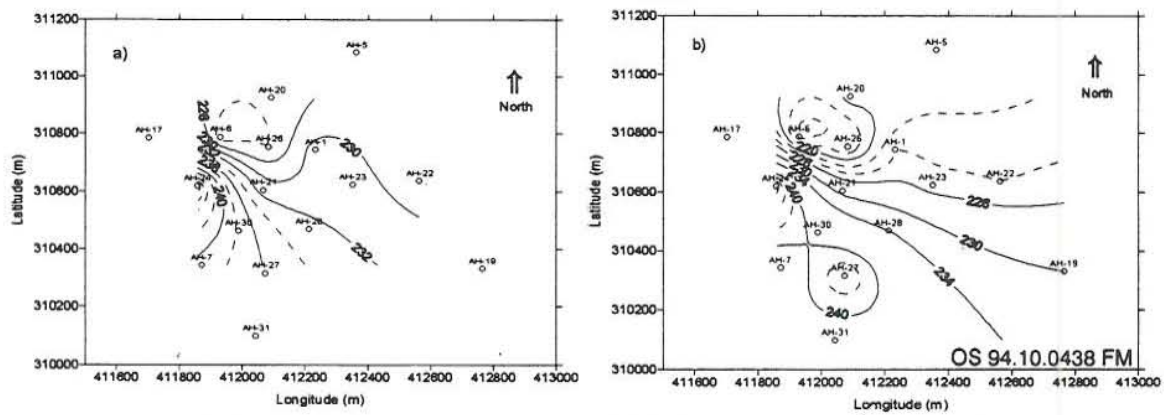 a)
311200
311000
310800
310600
310400
310200
310000
Latitude (m)
411600 411800 412000 412200 412400 412600 412800 413000
Longitude (m)
North
AH-5
AH-20
AH-17
AH-6
AH-26
AH-1
AH-22
AH-23
AH-21
AH-28
AH-30
AH-7
AH-27
AH-19
AH-31
228
230
232
240
b)
311200
311000
310800
310600
310400
310200
310000
Latitude (m)
411600 411800 412000 412200 412400 412600 412800 413000
Longitude (m)
North
AH-5
AH-20
AH-17
AH-6
AH-26
AH-1
AH-22
AH-23
AH-21
AH-30
AH-28
AH-7
AH-27
AH-19
AH-31
220
228
230
234
240
240
OS 94.10.0438 FM